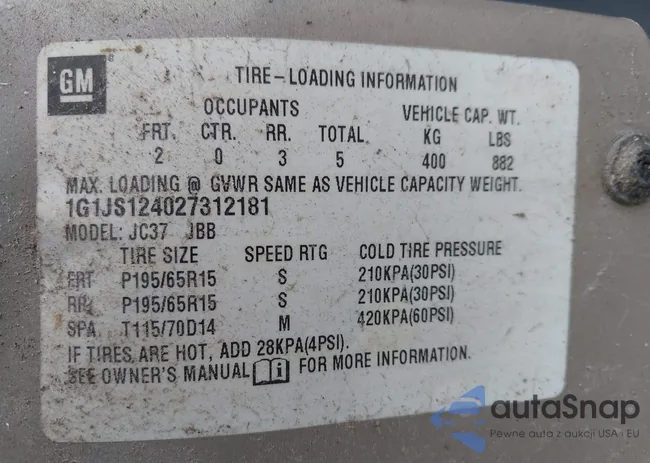 GM
TIRE-LOADING INFORMATION
OCCUPANTS VEHICLE CAP. WT.
FRT. CTR. RR. TOTAL KG LBS
2 0 3 5 400 882
MAX. LOADING @ GVWR SAME AS VEHICLE CAPACITY WEIGHT.
1G1JS124027312181
MODEL: JC37 JBB
TIRE SIZE SPEED RTG COLD TIRE PRESSURE
FRT P195/65R15 S 210KPA(30PSI)
RR P195/65R15 S 210KPA(30PSI)
SPA T115/70D14 M 420KPA(60PSI)
IF TIRES ARE HOT, ADD 28KPA(4PSI).
SEE OWNER'S MANUAL FOR MORE INFORMATION.
autaSnap
Pewne auta z aukcji USA i EU